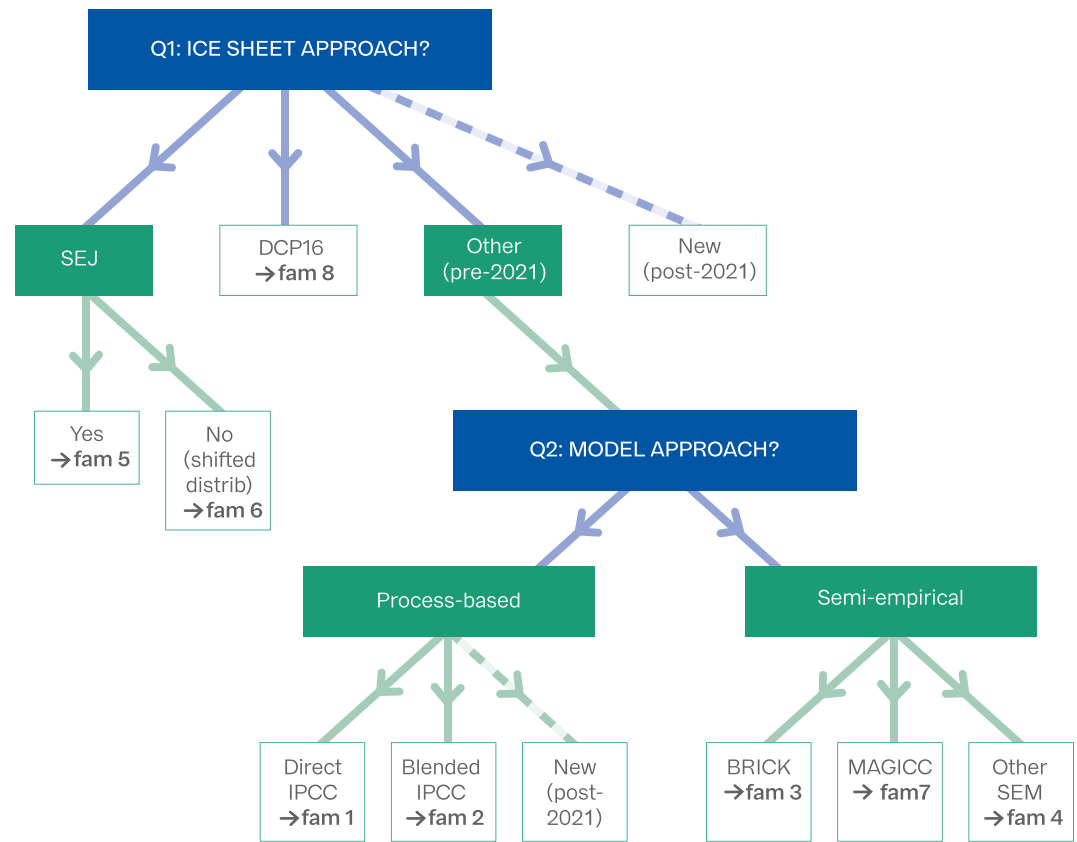 Q1: ICE SHEET APPROACH?
SEJ
DCP16
→fam 8
Other
(pre-2021)
New
(post-2021)
Yes
→fam 5
No
(shifted
distrib)
→fam 6
Q2: MODEL APPROACH?
Process-based
Semi-empirical
Direct
IPCC
→fam 1
Blended
IPCC
→fam 2
New
(post-
2021)
BRICK
→fam 3
MAGICC
→ fam7
Other
SEM
→fam 4